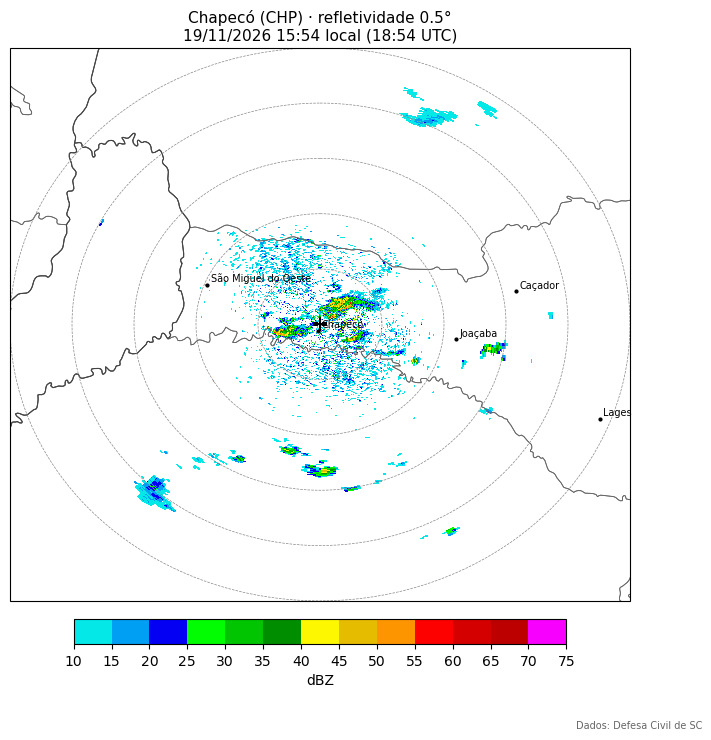 Chapecó (CHP) · refletividade 0.5°
19/11/2026 15:54 local (18:54 UTC)
São Miguel do Oeste
Caçador
Chapecó
Joaçaba
Lages
10 15 20 25 30 35 40 45 50 55 60 65 70 75
dBZ
Dados: Defesa Civil de SC